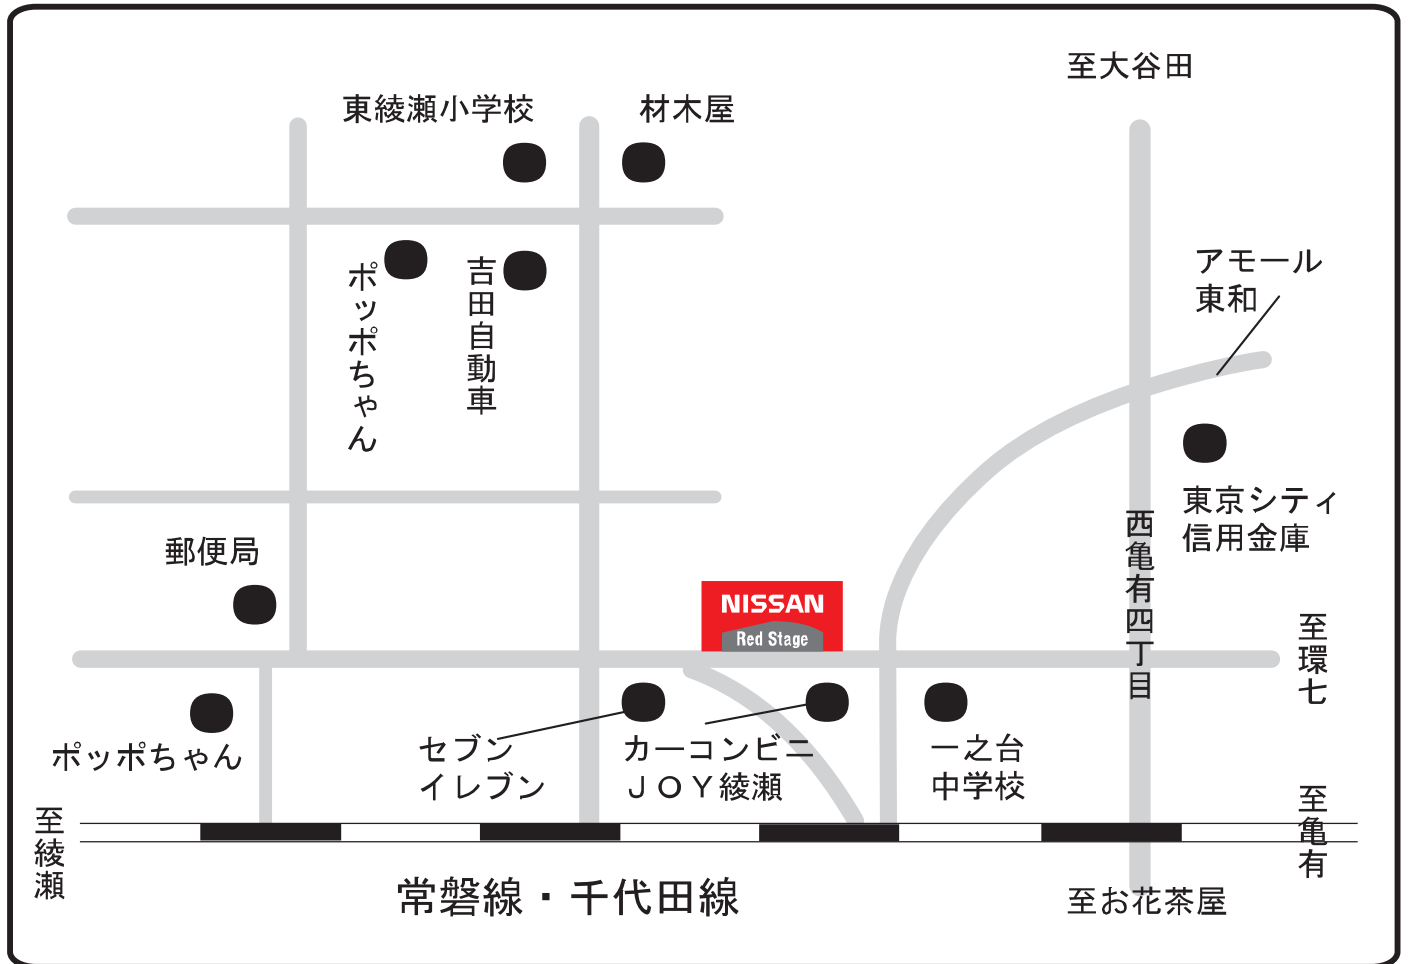 至大谷田
東綾瀬小学校
材木屋
アモール
東和
ポッポちゃん
吉田自動車
東京シティ
信用金庫
西亀有四丁目
郵便局
NISSAN
Red Stage
至環七
ポッポちゃん
セブン
イレブン
カーコンビニ
ＪＯＹ綾瀬
一之台
中学校
至綾瀬
至亀有
常磐線・千代田線
至お花茶屋